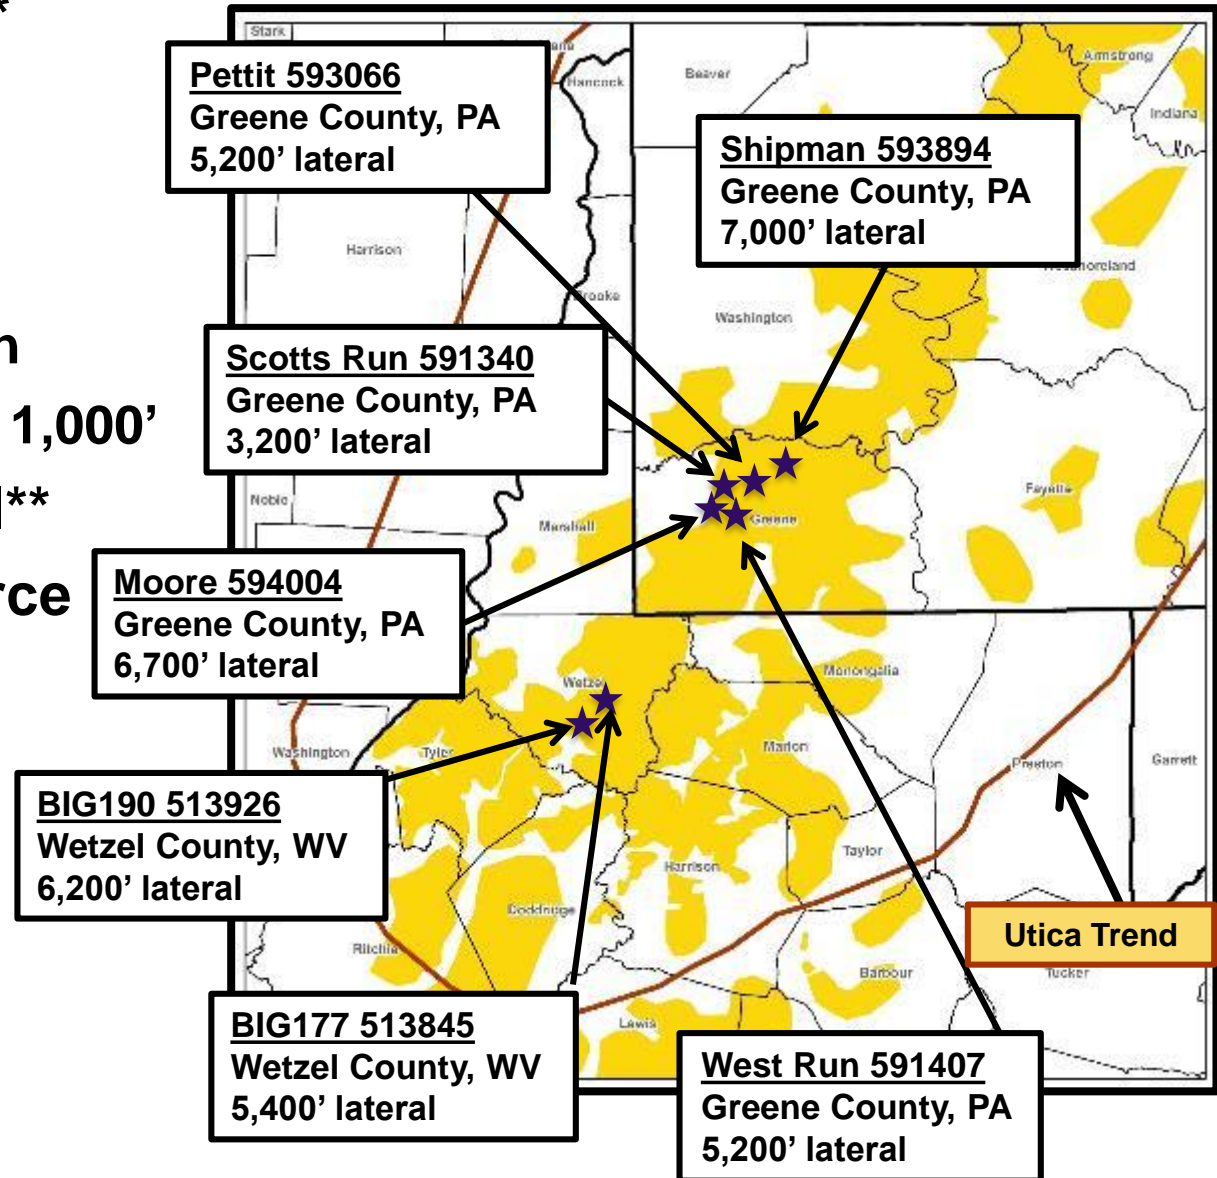 *
Stark
Pettit 593066
Greene County, PA
5,200’ lateral
Hancock
Beaver
Armstrong
Indiana
Shipman 593894
Greene County, PA
7,000’ lateral
Harrison
Brooke
Westmoreland
Washington
n
1,000’
l**
rce
Scotts Run 591340
Greene County, PA
3,200’ lateral
Noble
Marshall
Greene
Fayette
Moore 594004
Greene County, PA
6,700’ lateral
Wetzel
Monongalia
Washington
Tyler
Marion
Preston
Garrett
BIG190 513926
Wetzel County, WV
6,200’ lateral
Harrison
Taylor
Doddridge
Ritchie
Utica Trend
Barbour
Tucker
BIG177 513845
Wetzel County, WV
5,400’ lateral
Lewis
West Run 591407
Greene County, PA
5,200’ lateral